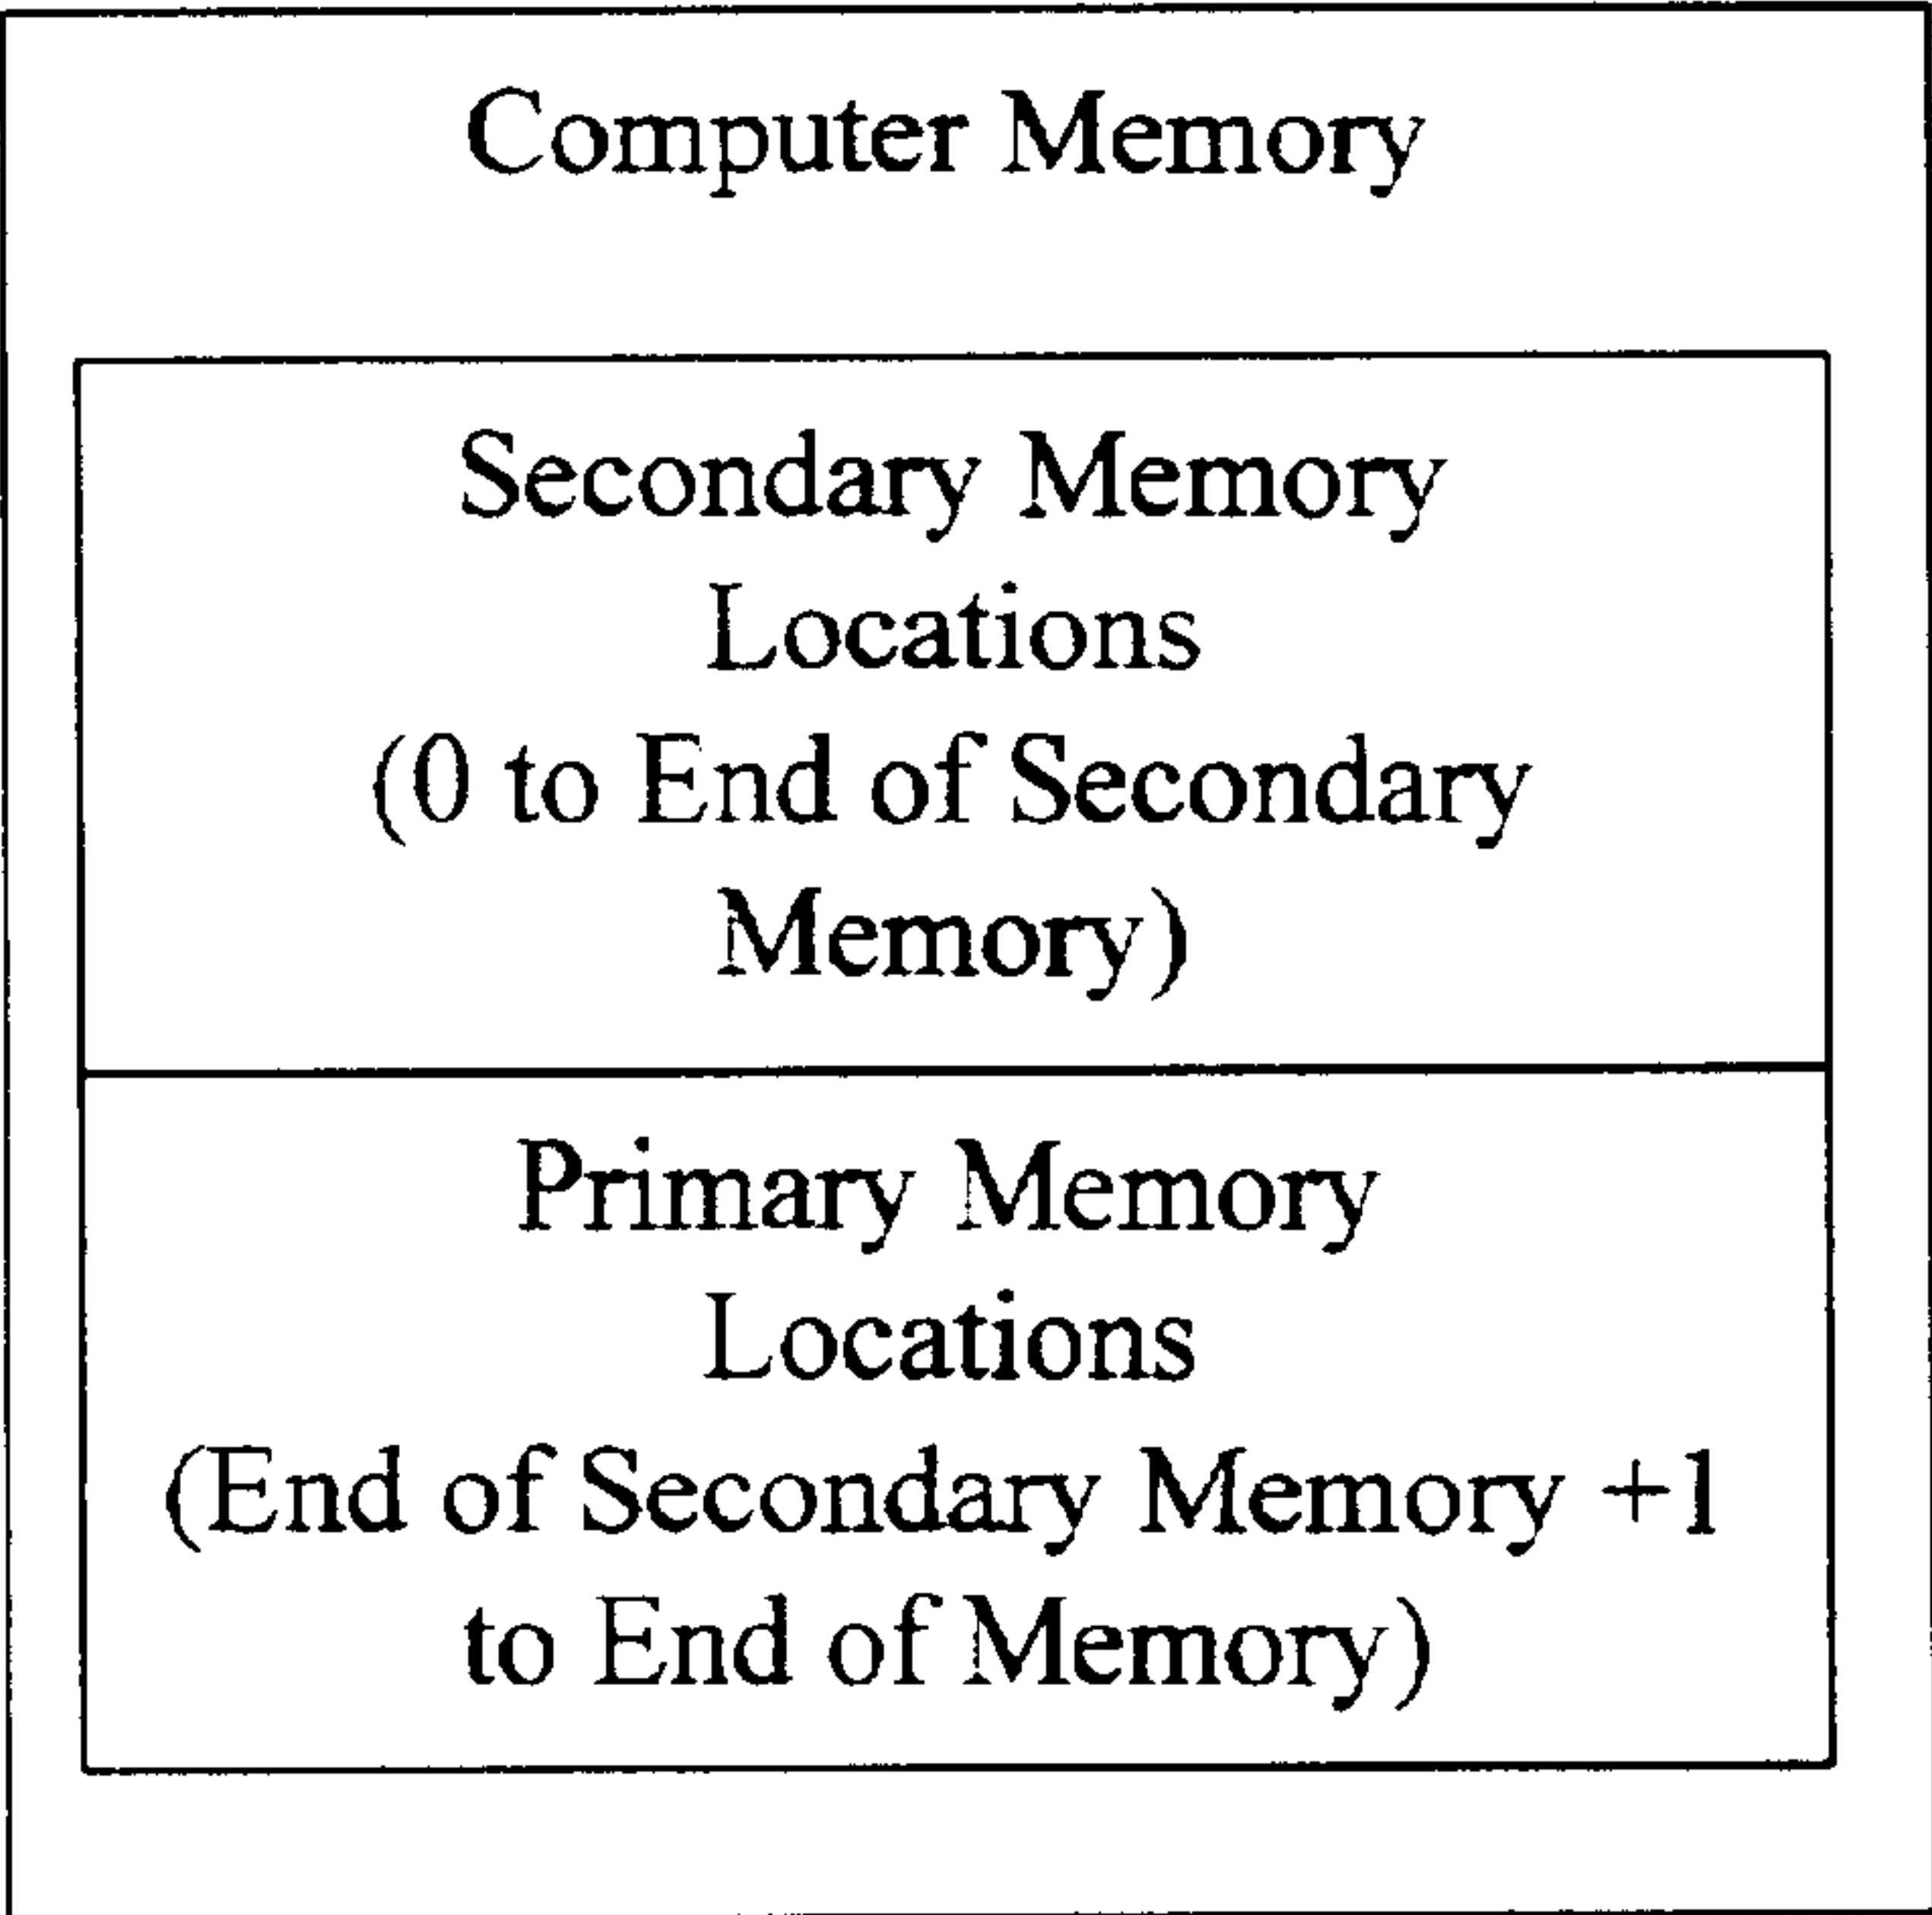 Computer Memory
Secondary Memory
Locations
(0 to End of Secondary
Memory)
Primary Memory
Locations
(End of Secondary Memory +1
to End of Memory)